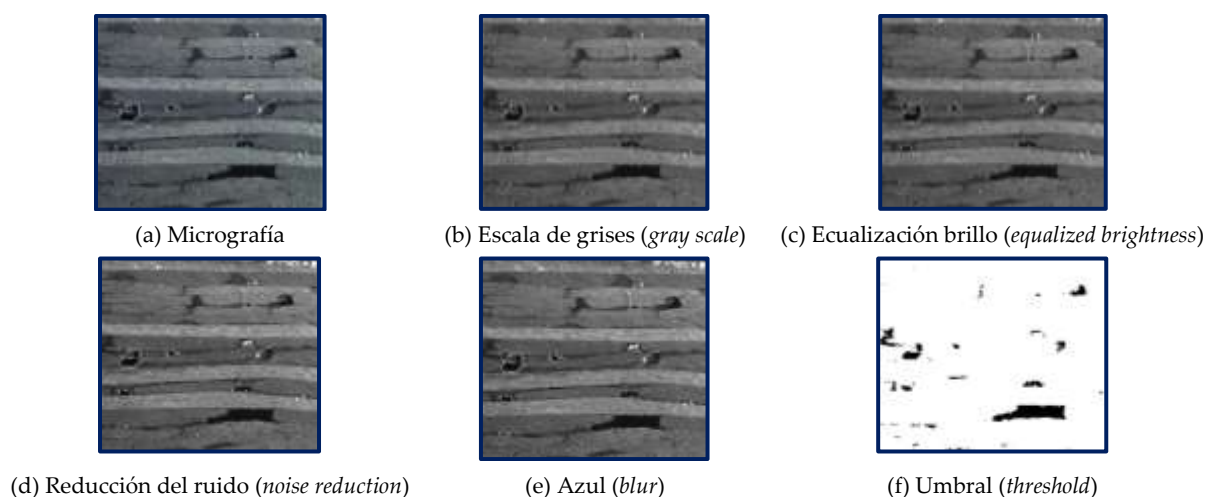 (a) Micrografía
(b) Escala de grises (gray scale)
(c) Ecualización brillo (equalized brightness)
(d) Reducción del ruido (noise reduction)
(e) Azul (blur)
(f) Umbral (threshold)